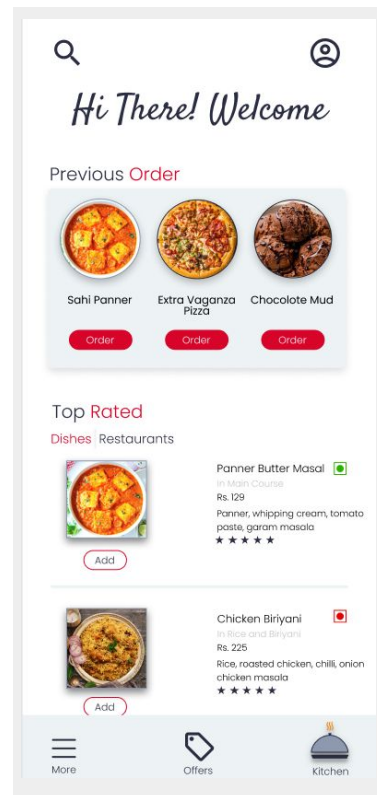 Hi There! Welcome
Previous Order
Sahi Panner
Extra Vaganza
Pizza
Chocolote Mud
Order
Order
Order
Top Rated
Dishes Restaurants
Panner Butter Masal
In Main Course
Rs. 129
Panner, whipping cream, tomato
paste, garam masola
Add
Chicken Biriyani
In Rice and Biriyani
Rs. 225
Rice, roasted chicken, chilli, onion
chicken masola
Add
More
Offers
Kitchen